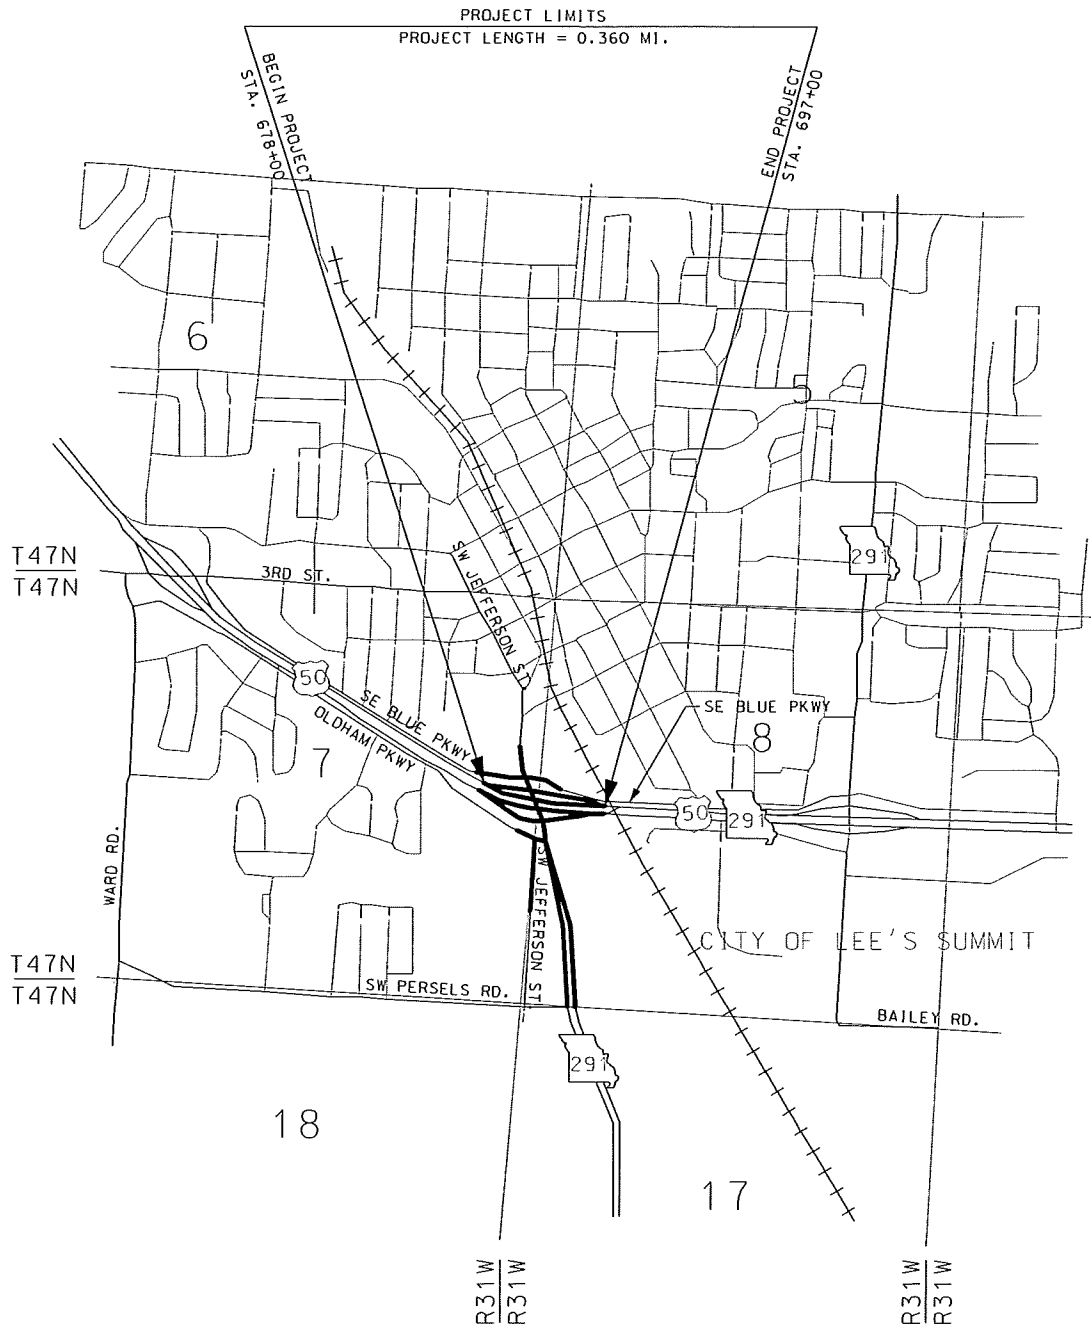 PROJECT LIMITS
PROJECT LENGTH = 0.360 MI.
BEGIN PROJECT
STA. 678+00
END PROJECT
STA. 697+00
6
5
291
T47N
T47N
3RD ST.
SW JEFFERSON ST
50
SE BLUE PKWY
OLDHAM PKWY
7
SE BLUE PKWY
8
50
291
WARD RD.
SW JEFFERSON ST.
CITY OF LEE'S SUMMIT
T47N
T47N
SW PERSELS RD.
BAILEY RD.
291
18
17
R31W
R31W
R31W
R31W